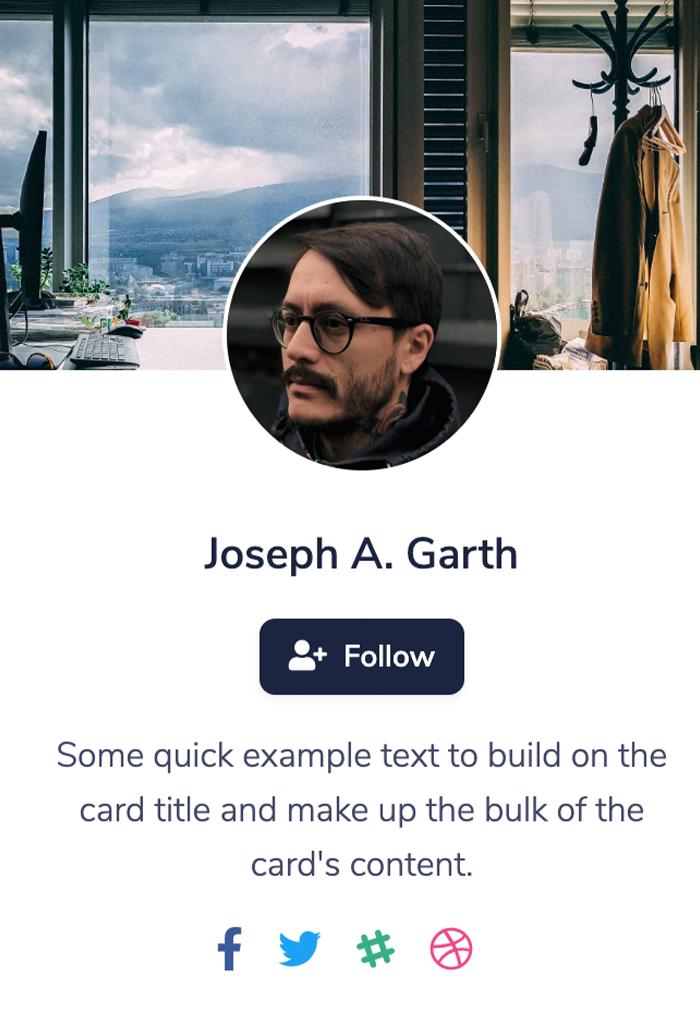 Joseph A. Garth
Follow
Some quick example text to build on the
card title and make up the bulk of the
card's content.